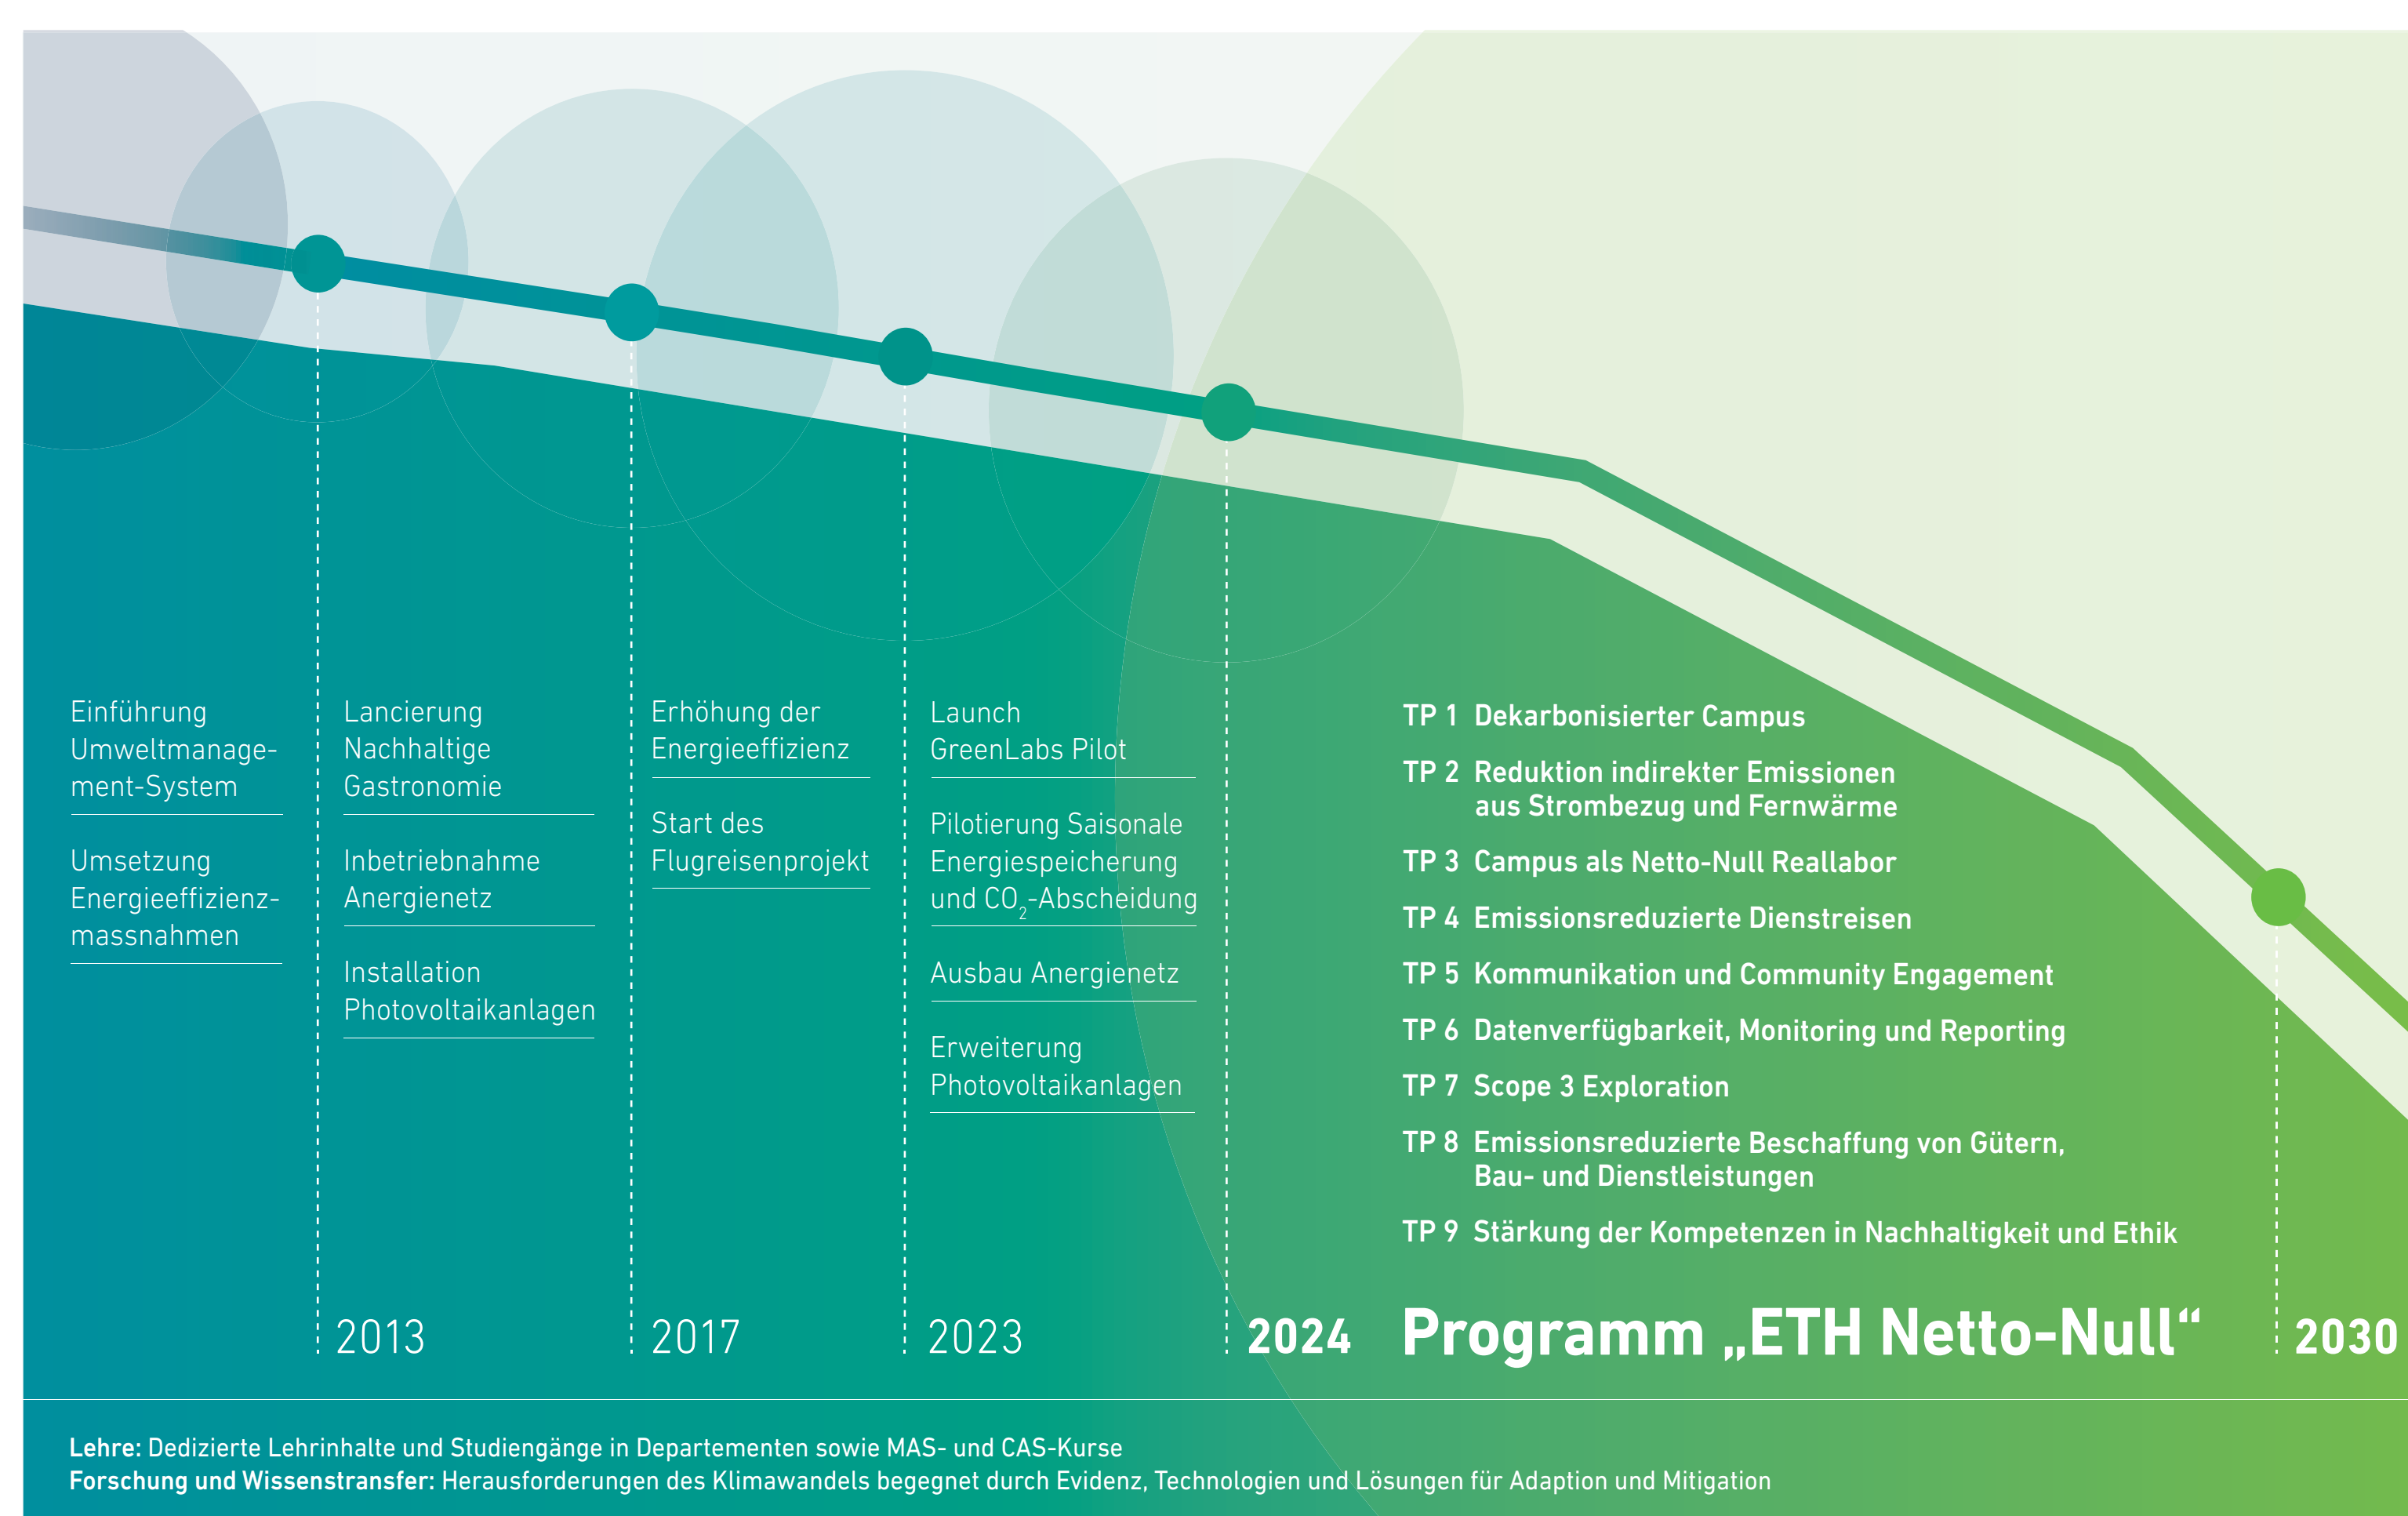 Einführung
Umweltmanage-
ment-System
Umsetzung
Energieeffizienz-
massnahmen
Lancierung
Nachhaltige
Gastronomie
Inbetriebnahme
Anergienetz
Installation
Photovoltaikanlagen
Erhöhung der
Energieeffizienz
Start des
Flugreisenprojekt
Launch
GreenLabs Pilot
Pilotierung Saisonale
Energiespeicherung
und CO₂-Abscheidung
Ausbau Anergienetz
Erweiterung
Photovoltaikanlagen
TP 1 Dekarbonisierter Campus
TP 2 Reduktion indirekter Emissionen
aus Strombezug und Fernwärme
TP 3 Campus als Netto-Null Reallabor
TP 4 Emissionsreduzierte Dienstreisen
TP 5 Kommunikation und Community Engagement
TP 6 Datenverfügbarkeit, Monitoring und Reporting
TP 7 Scope 3 Exploration
TP 8 Emissionsreduzierte Beschaffung von Gütern,
Bau- und Dienstleistungen
TP 9 Stärkung der Kompetenzen in Nachhaltigkeit und Ethik
2013
2017
2023
2024
Programm „ETH Netto-Null“
2030
Lehre: Dedizierte Lehrinhalte und Studiengänge in Departementen sowie MAS- und CAS-Kurse
Forschung und Wissenstransfer: Herausforderungen des Klimawandels begegnet durch Evidenz, Technologien und Lösungen für Adaption und Mitigation